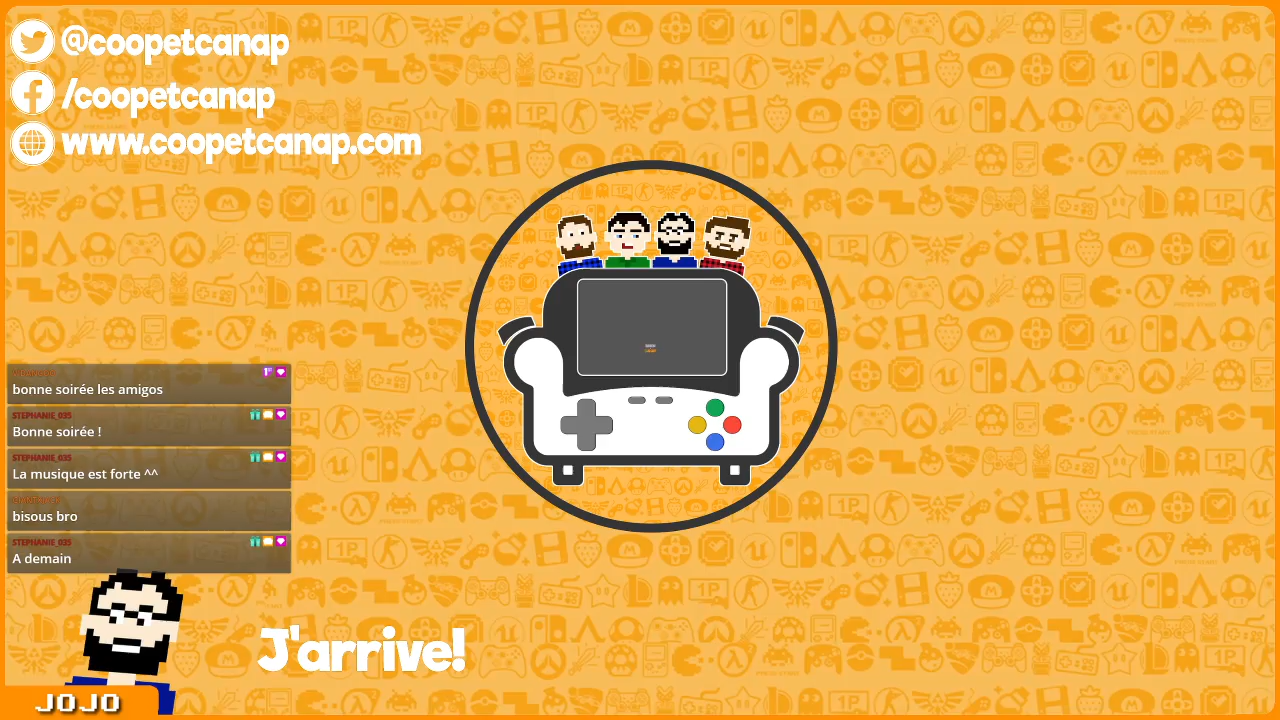 @coopetcanap
/coopetcanap
www.coopetcanap.com
bonne soirée les amigos
STEPHANIE_035
Bonne soirée !
STEPHANIE_035
La musique est forte ^^
bisous bro
STEPHANIE_035
A demain
J'arrive!
JOJO